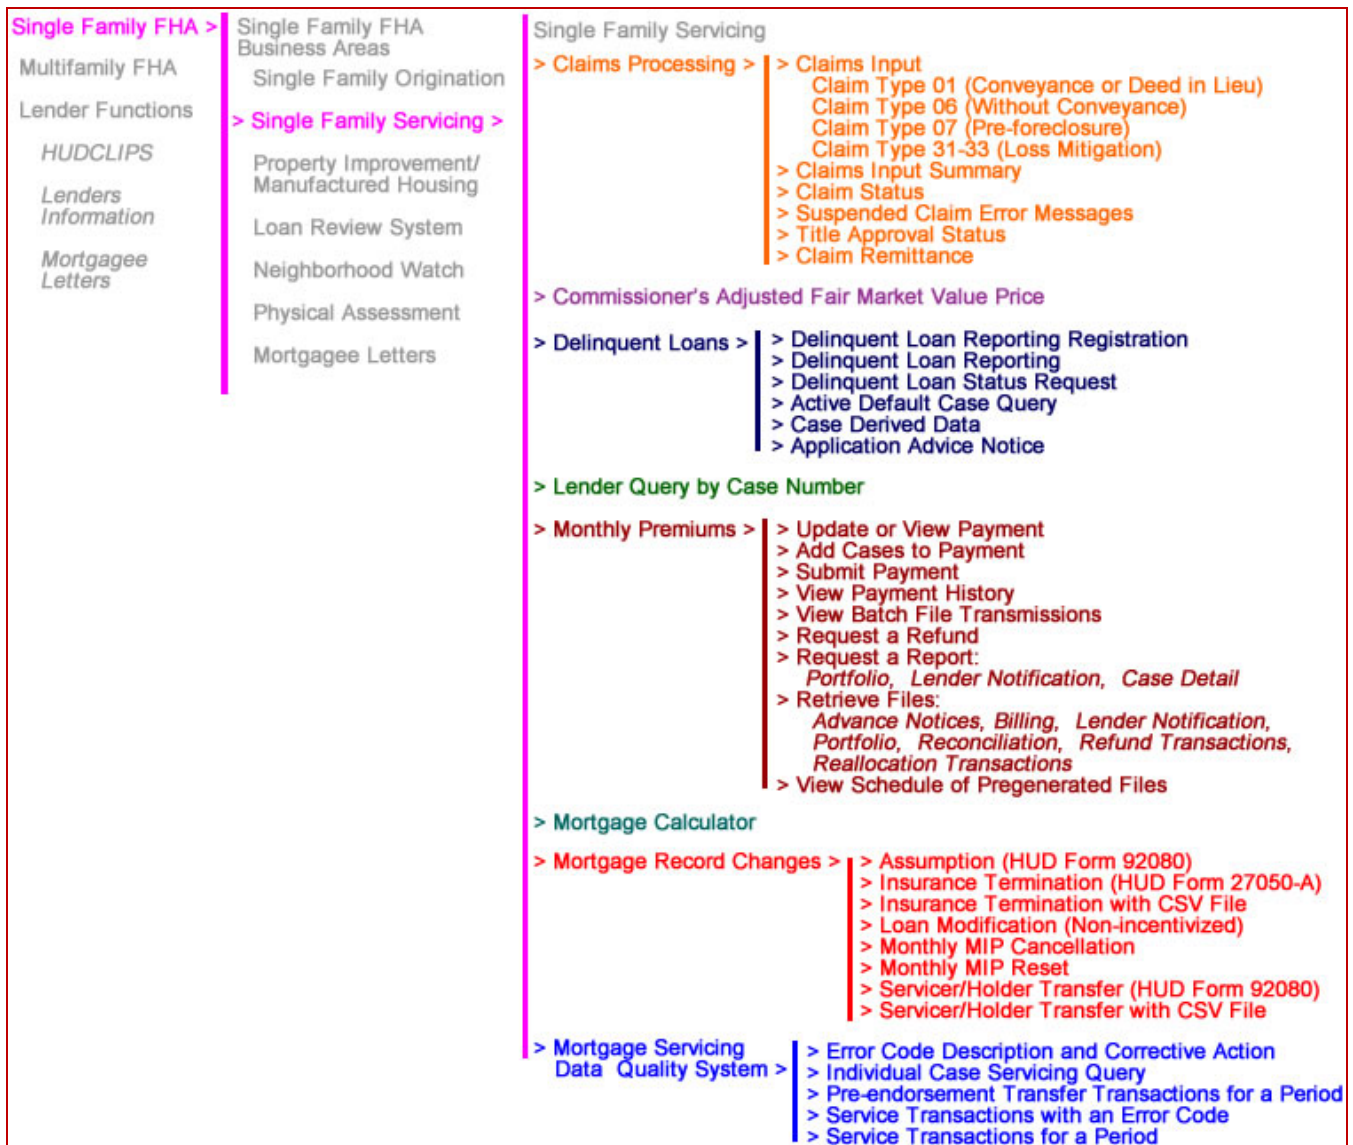 Single Family FHA >
Multifamily FHA
Lender Functions
HUDCLIPS
Lenders
Information
Mortgagee
Letters
Single Family FHA
Business Areas
Single Family Origination
> Single Family Servicing >
Property Improvement/
Manufactured Housing
Loan Review System
Neighborhood Watch
Physical Assessment
Mortgagee Letters
Single Family Servicing
> Claims Processing >
> Claims Input
Claim Type 01 (Conveyance or Deed in Lieu)
Claim Type 06 (Without Conveyance)
Claim Type 07 (Pre-foreclosure)
Claim Type 31-33 (Loss Mitigation)
> Claims Input Summary
> Claim Status
> Suspended Claim Error Messages
> Title Approval Status
> Claim Remittance
> Commissioner's Adjusted Fair Market Value Price
> Delinquent Loans >
> Delinquent Loan Reporting Registration
> Delinquent Loan Reporting
> Delinquent Loan Status Request
> Active Default Case Query
> Case Derived Data
> Application Advice Notice
> Lender Query by Case Number
> Monthly Premiums >
> Update or View Payment
> Add Cases to Payment
> Submit Payment
> View Payment History
> View Batch File Transmissions
> Request a Refund
> Request a Report:
Portfolio, Lender Notification, Case Detail
> Retrieve Files:
Advance Notices, Billing, Lender Notification,
Portfolio, Reconciliation, Refund Transactions,
Reallocation Transactions
> View Schedule of Pregenerated Files
> Mortgage Calculator
> Mortgage Record Changes >
> Assumption (HUD Form 92080)
> Insurance Termination (HUD Form 27050-A)
> Insurance Termination with CSV File
> Loan Modification (Non-incentivized)
> Monthly MIP Cancellation
> Monthly MIP Reset
> Servicer/Holder Transfer (HUD Form 92080)
> Servicer/Holder Transfer with CSV File
> Mortgage Servicing
Data Quality System >
> Error Code Description and Corrective Action
> Individual Case Servicing Query
> Pre-endorsement Transfer Transactions for a Period
> Service Transactions with an Error Code
> Service Transactions for a Period